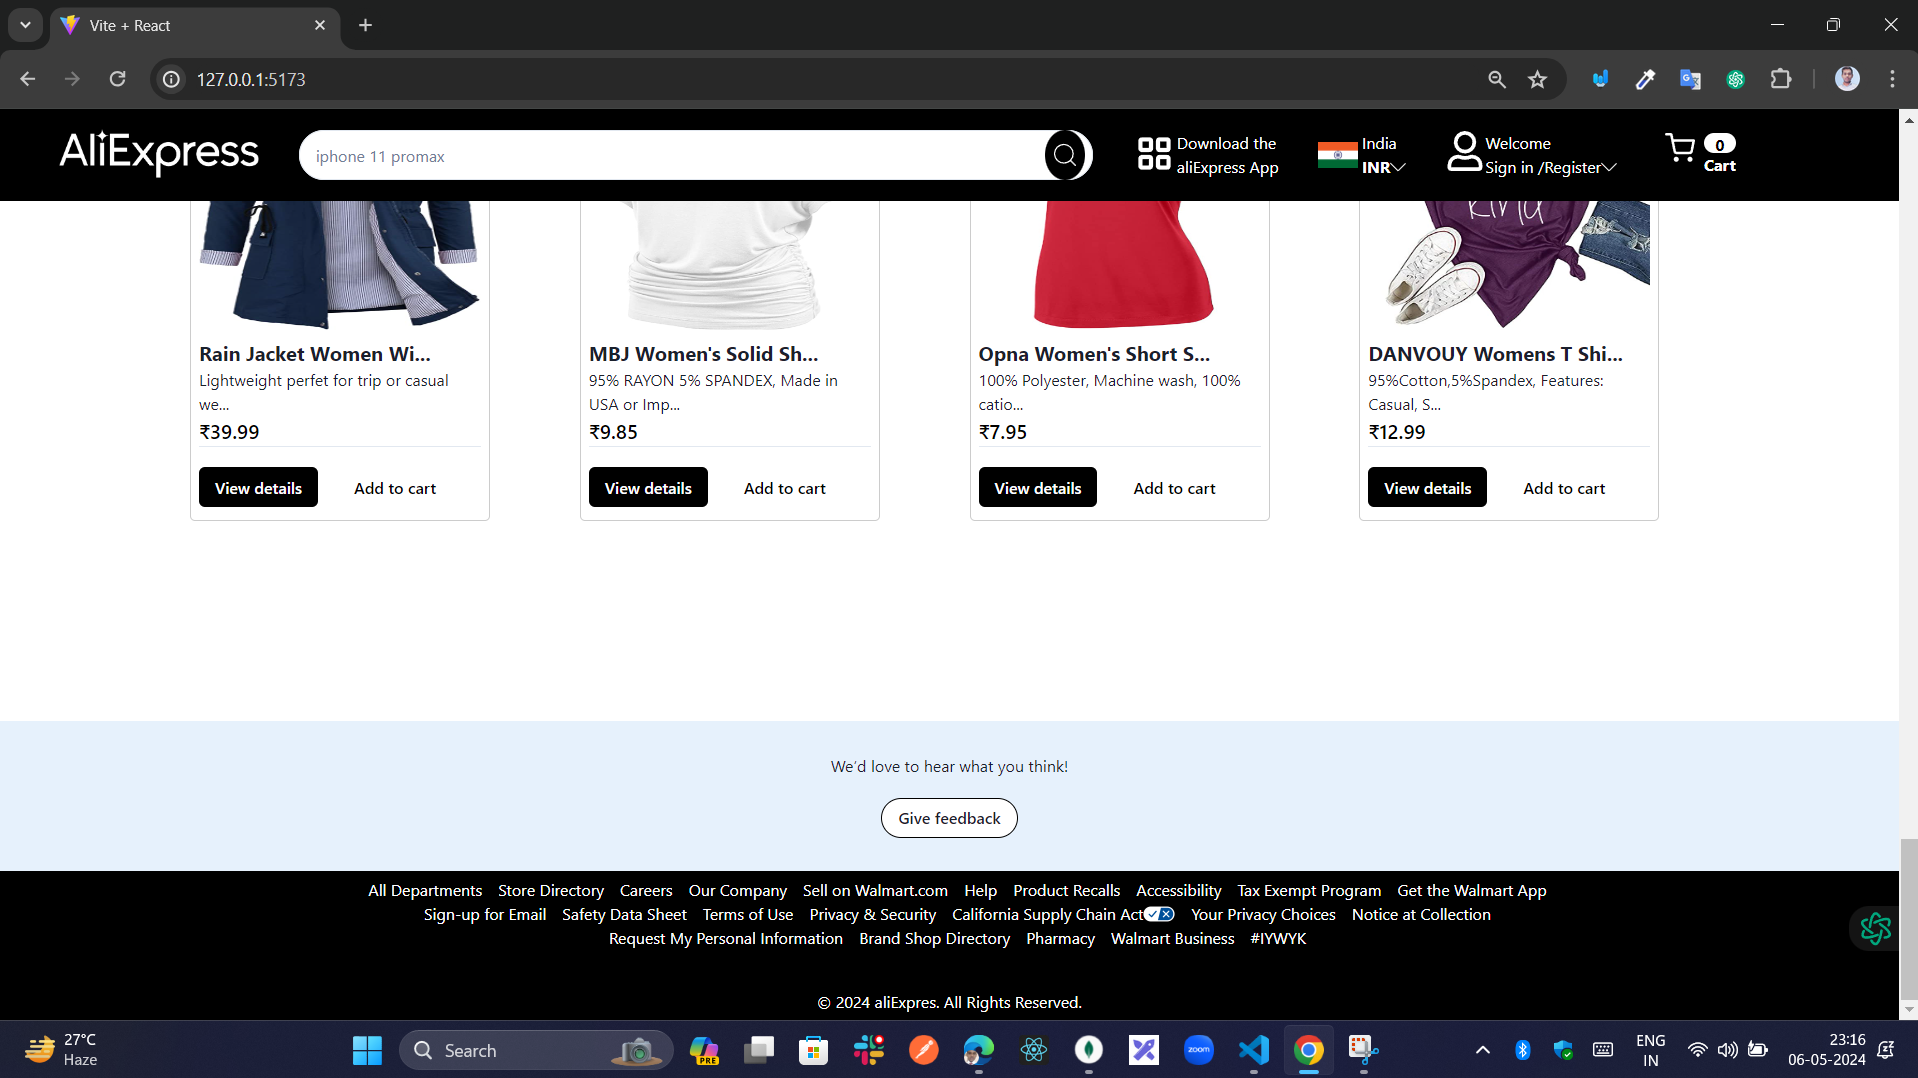 Vite + React
127.0.0.1:5173
AliExpress
iphone 11 promax
Download the
aliExpress App
India
INR
Welcome
Sign in /Register
0
Cart
kind
Rain Jacket Women Wi...
Lightweight perfet for trip or casual
we...
₹39.99
View details
Add to cart
MBJ Women's Solid Sh...
95% RAYON 5% SPANDEX, Made in
USA or Imp...
₹9.85
View details
Add to cart
Opna Women's Short S...
100% Polyester, Machine wash, 100%
catio...
₹7.95
View details
Add to cart
DANVOUY Womens T Shi...
95%Cotton,5%Spandex, Features:
Casual, S...
₹12.99
View details
Add to cart
We'd love to hear what you think!
Give feedback
All Departments Store Directory Careers Our Company Sell on Walmart.com Help Product Recalls Accessibility Tax Exempt Program Get the Walmart App
Sign-up for Email Safety Data Sheet Terms of Use Privacy & Security California Supply Chain Act Your Privacy Choices Notice at Collection
Request My Personal Information Brand Shop Directory Pharmacy Walmart Business #IYWYK
© 2024 aliExpres. All Rights Reserved.
27°C
Haze
Search
PRE
zoom
ENG
IN
23:16
06-05-2024